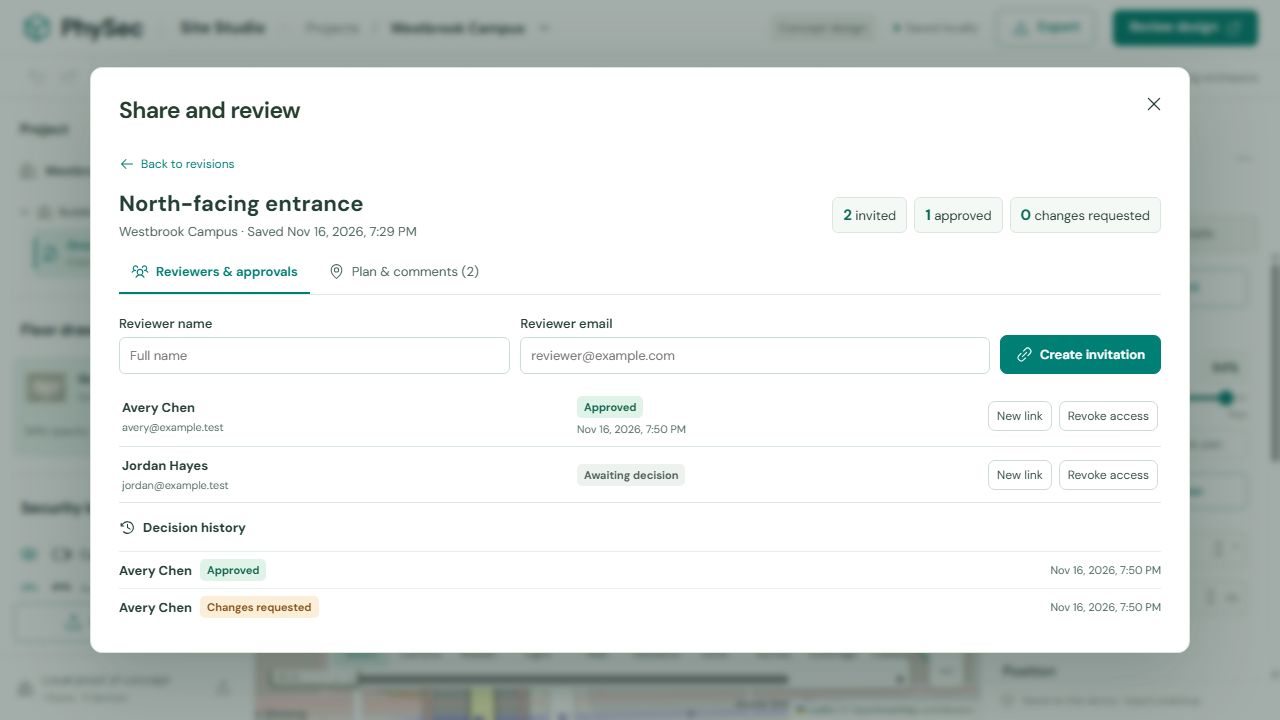 PhySec
Site Studio
Projects / Westbrook Campus
Concept design
Saved locally
Export
Review design
Share and review
Back to revisions
North-facing entrance
2 invited
1 approved
0 changes requested
Westbrook Campus · Saved Nov 16, 2026, 7:29 PM
Reviewers & approvals
Plan & comments (2)
Reviewer name
Reviewer email
Full name
reviewer@example.com
Create invitation
Avery Chen
avery@example.test
Approved
Nov 16, 2026, 7:50 PM
New link
Revoke access
Jordan Hayes
jordan@example.test
Awaiting decision
New link
Revoke access
Decision history
Avery Chen
Approved
Nov 16, 2026, 7:50 PM
Avery Chen
Changes requested
Nov 16, 2026, 7:50 PM
Project
Position